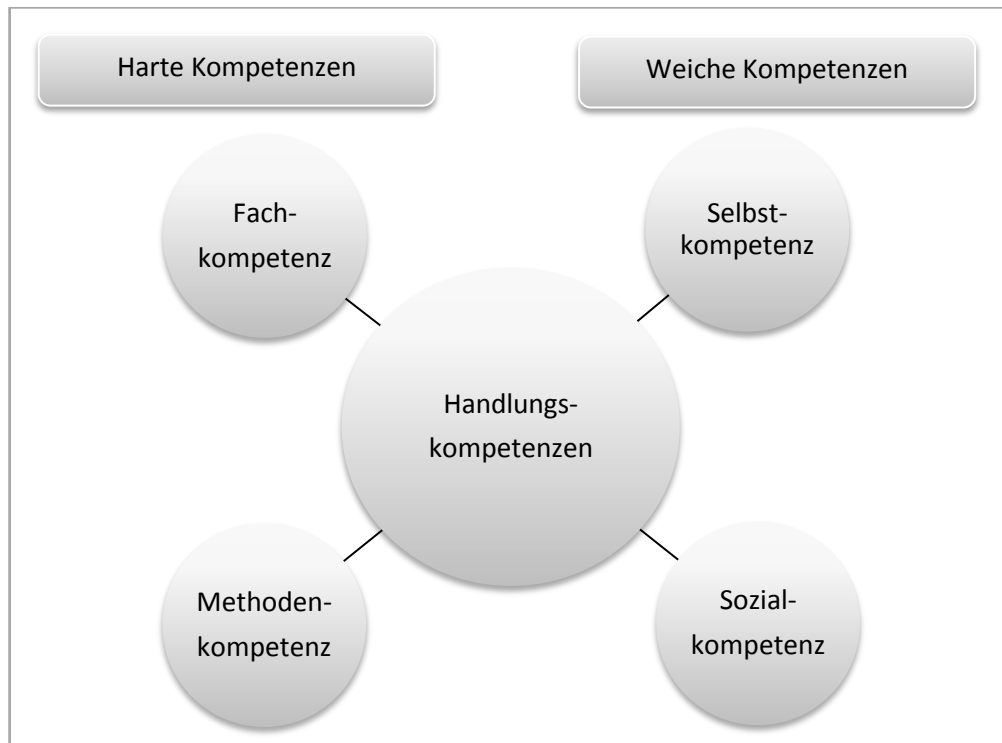 Harte Kompetenzen
Weiche Kompetenzen
Fach-
kompetenz
Selbst-
kompetenz
Handlungs-
kompetenzen
Methoden-
kompetenz
Sozial-
kompetenz